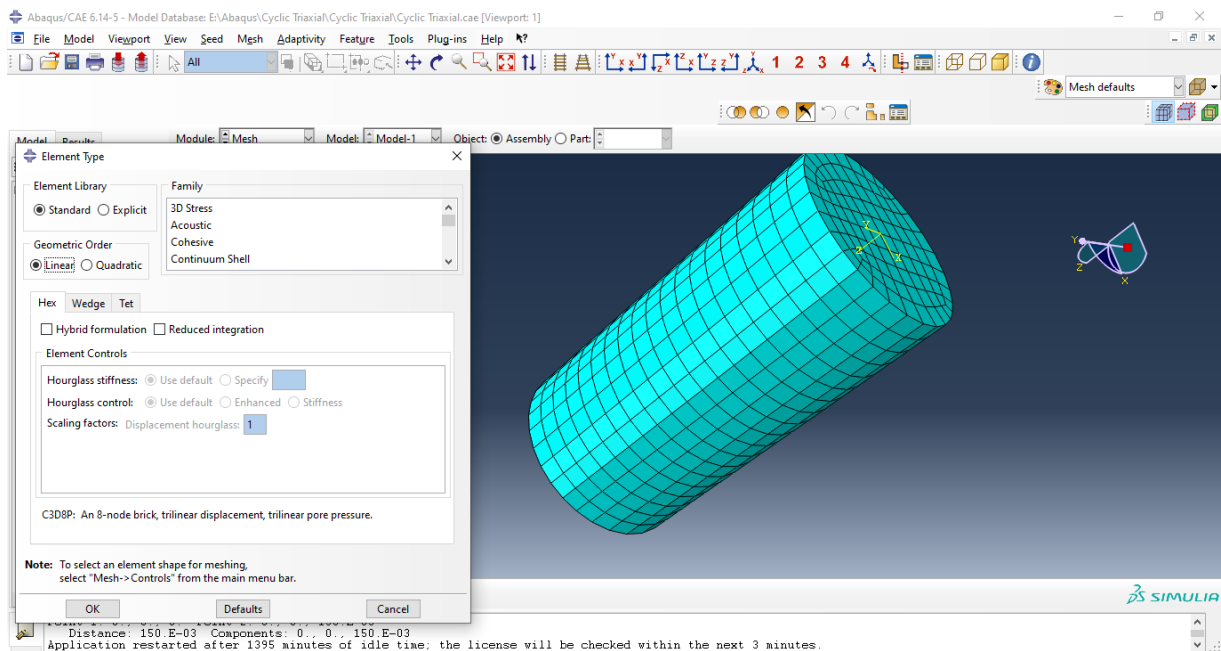 Abaqus/CAE 6.14-5 - Model Database: E:\Abaqus\Cyclic Triaxial\Cyclic Triaxial\Cyclic Triaxial.cae [Viewport: 1]
File Model Viewport View Seed Mesh Adaptivity Feature Tools Plug-ins Help
All
1 2 3 4
Mesh defaults
Model Results Module: Mesh Model: Model-1 Object: Assembly Part:
Element Type
Element Library
Standard Explicit
Family
3D Stress
Acoustic
Cohesive
Continuum Shell
Geometric Order
Linear Quadratic
Hex Wedge Tet
Hybrid formulation Reduced integration
Element Controls
Hourglass stiffness: Use default Specify
Hourglass control: Use default Enhanced Stiffness
Scaling factors: Displacement hourglass: 1
C3D8P: An 8-node brick, trilinear displacement, trilinear pore pressure.
Note: To select an element shape for meshing,
select "Mesh->Controls" from the main menu bar.
OK Defaults Cancel
Y
Z
X
Y
Z
X
SIMULIA
Distance: 150.E-03 Components: 0., 0., 150.E-03
Application restarted after 1395 minutes of idle time; the license will be checked within the next 3 minutes.